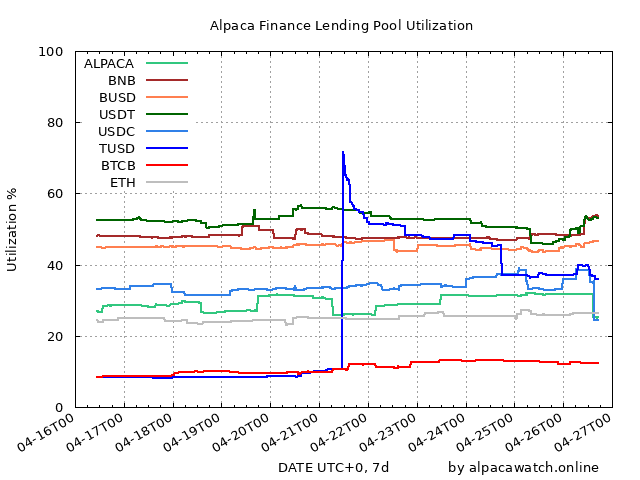 Alpaca Finance Lending Pool Utilization
Utilization %
100
80
60
40
20
0
ALPACA
BNB
BUSD
USDT
USDC
TUSD
BTCB
ETH
04-16T00
04-17T00
04-18T00
04-19T00
04-20T00
04-21T00
04-22T00
04-23T00
04-24T00
04-25T00
04-26T00
04-27T00
DATE UTC+0, 7d
by alpacawatch.online